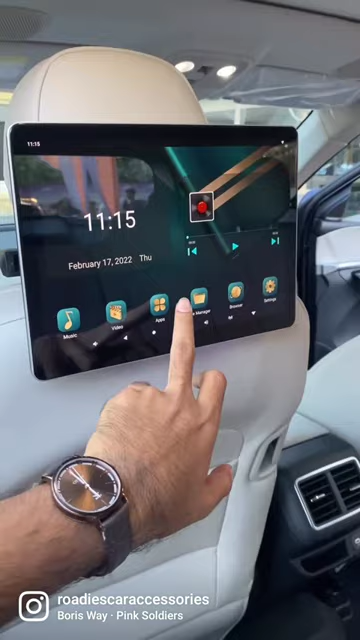 11:15
11:15
February 17, 2022 Thu
Music
Video
Apps
Manager
Browser
Settings
roadiescaraccessories
Boris Way · Pink Soldiers